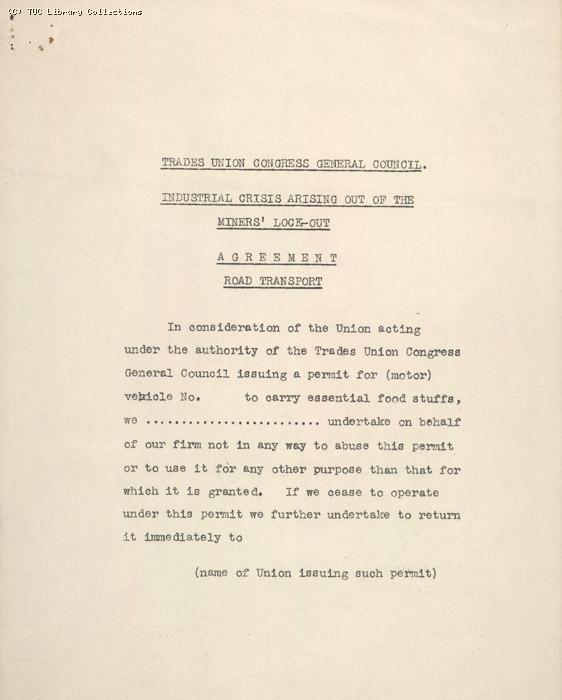 (C) TUC Library Collections
TRADES UNION CONGRESS GENERAL COUNCIL.
INDUSTRIAL CRISIS ARISING OUT OF THE
MINERS' LOCK-OUT
A G R E E M E N T
ROAD TRANSPORT
In consideration of the Union acting
under the authority of the Trades Union Congress
General Council issuing a permit for (motor)
vehicle No.      to carry essential food stuffs,
we ........................ undertake on behalf
of our firm not in any way to abuse this permit
or to use it for any other purpose than that for
which it is granted.  If we cease to operate
under this permit we further undertake to return
it immediately to
(name of Union issuing such permit)